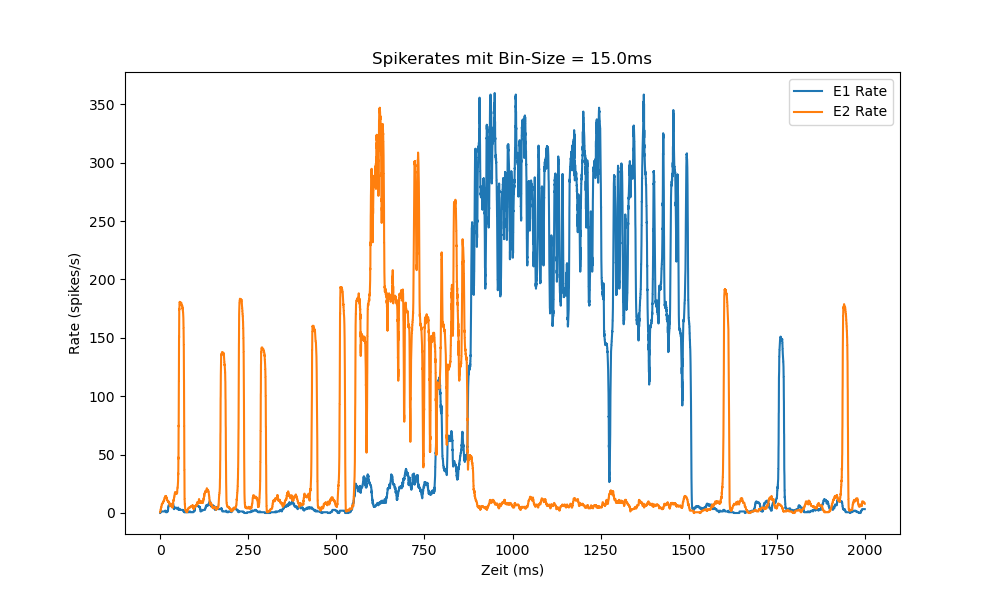 Spikerates mit Bin-Size = 15.0ms
E1 Rate
E2 Rate
350
300
250
200
150
100
50
0
Rate (spikes/s)
0 250 500 750 1000 1250 1500 1750 2000
Zeit (ms)